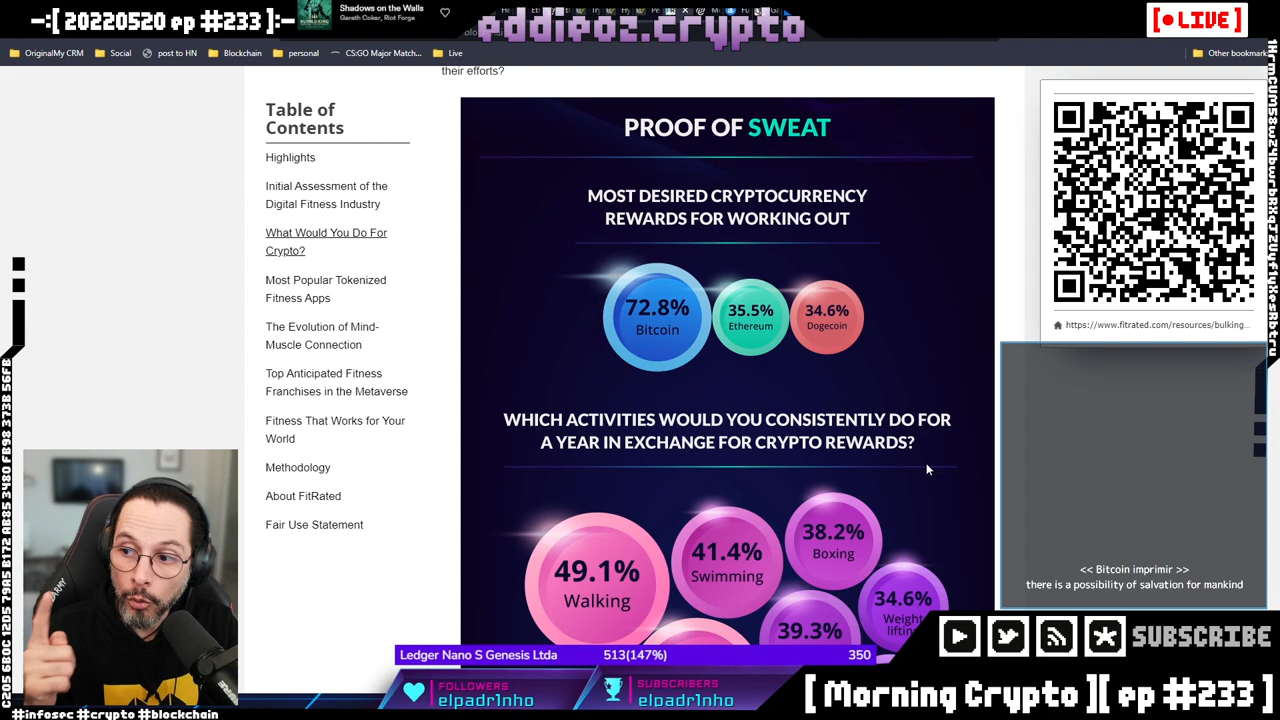 -:[ 20220520 ep #233 ]:-
Shadows on the Walls
Gareth Coker, Riot Forge
eddieoz.crypto
[● LIVE]
OriginalMy CRM
Social
post to HN
Blockchain
personal
CS:GO Major Match...
Live
Other bookmark
their efforts?
Table of
Contents
Highlights
Initial Assessment of the
Digital Fitness Industry
What Would You Do For
Crypto?
Most Popular Tokenized
Fitness Apps
The Evolution of Mind-
Muscle Connection
Top Anticipated Fitness
Franchises in the Metaverse
Fitness That Works for Your
World
Methodology
About FitRated
Fair Use Statement
PROOF OF SWEAT
MOST DESIRED CRYPTOCURRENCY
REWARDS FOR WORKING OUT
72.8%
Bitcoin
35.5%
Ethereum
34.6%
Dogecoin
WHICH ACTIVITIES WOULD YOU CONSISTENTLY DO FOR
A YEAR IN EXCHANGE FOR CRYPTO REWARDS?
49.1%
Walking
41.4%
Swimming
38.2%
Boxing
39.3%
34.6%
Weight
lifting
https://www.fitrated.com/resources/bulking...
<< Bitcoin imprimir >>
there is a possibility of salvation for mankind
Ledger Nano S Genesis Ltda 513(147%) 350
FOLLOWERS
elpadr1nho
SUBSCRIBERS
elpadr1nho
SUBSCRIBE
[ Morning Crypto ][ ep #233 ]
#infosec #crypto #blockchain